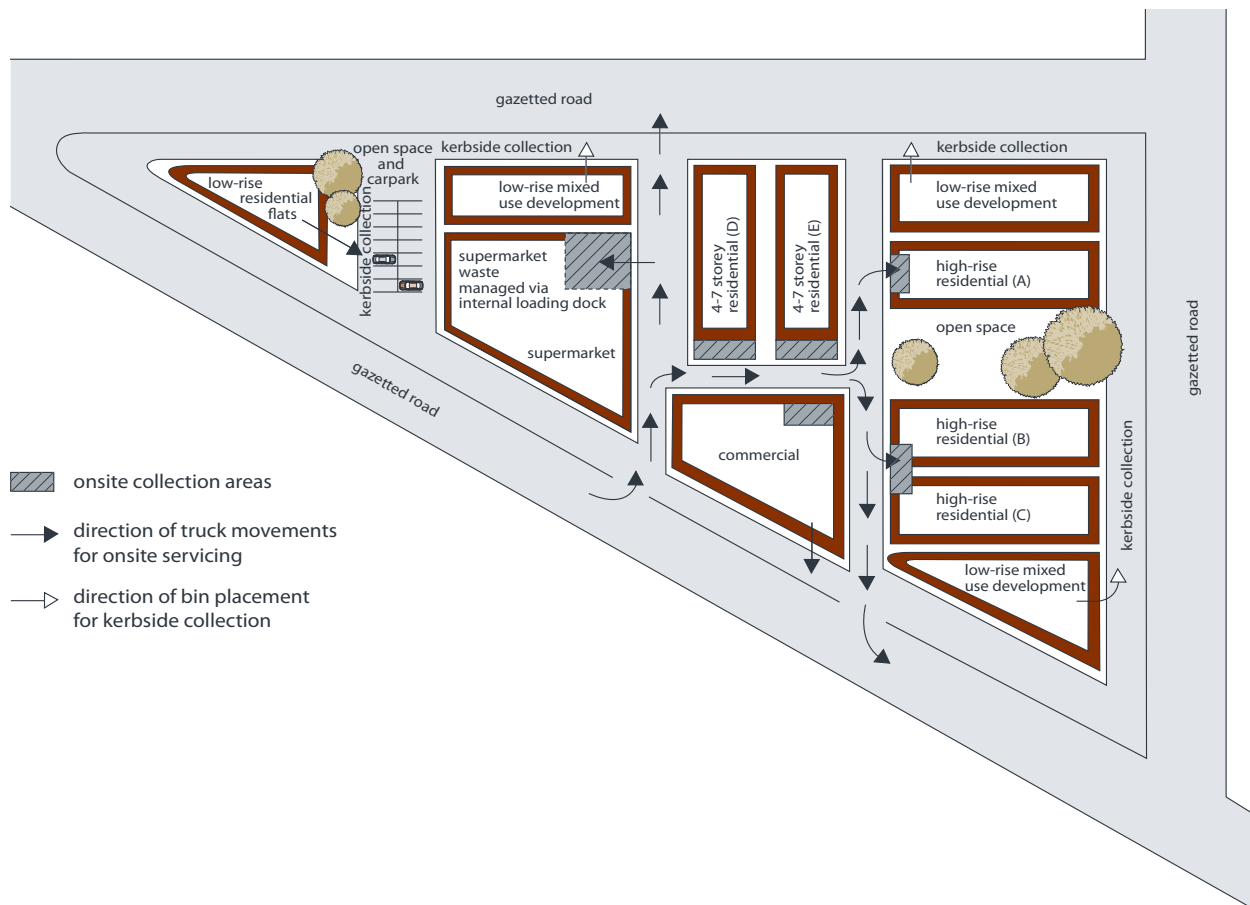 gazetted road
open space
and
carpark
kerbside collection
kerbside collection
low-rise
residential
flats
kerbside collection
low-rise mixed
use development
low-rise mixed
use development
supermarket
waste
managed via
internal loading dock
supermarket
4-7 storey
residential (D)
4-7 storey
residential (E)
high-rise
residential (A)
open space
gazetted road
gazetted road
high-rise
residential (B)
commercial
kerbside collection
high-rise
residential (C)
low-rise mixed
use development
onsite collection areas
direction of truck movements
for onsite servicing
direction of bin placement
for kerbside collection